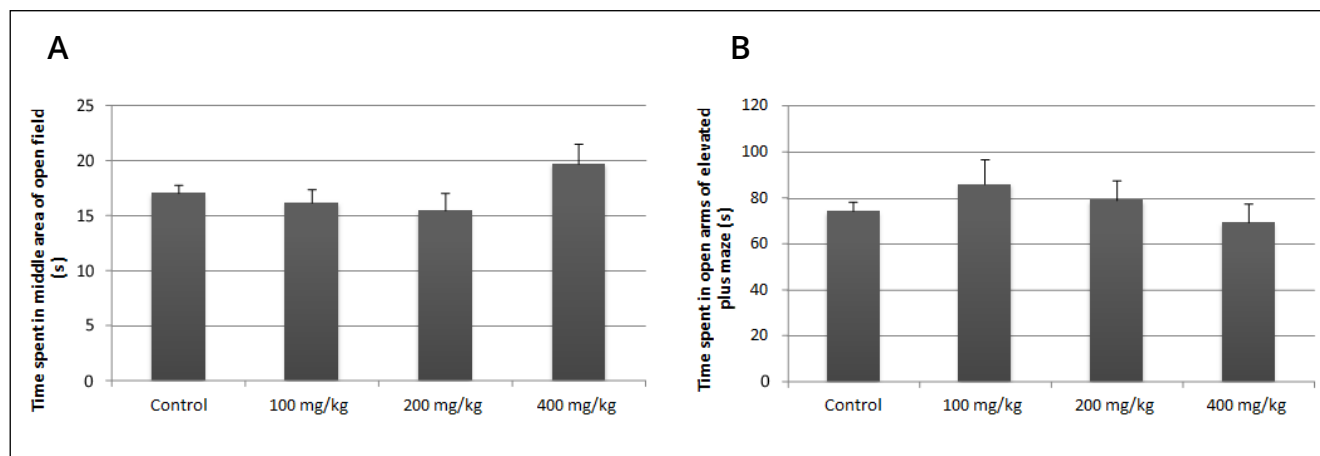 A
Time spent in middle area of open field
(s)
25
20
15
10
5
0
Control
100 mg/kg
200 mg/kg
400 mg/kg
B
Time spent in open arms of elevated
plus maze (s)
120
100
80
60
40
20
0
Control
100 mg/kg
200 mg/kg
400 mg/kg